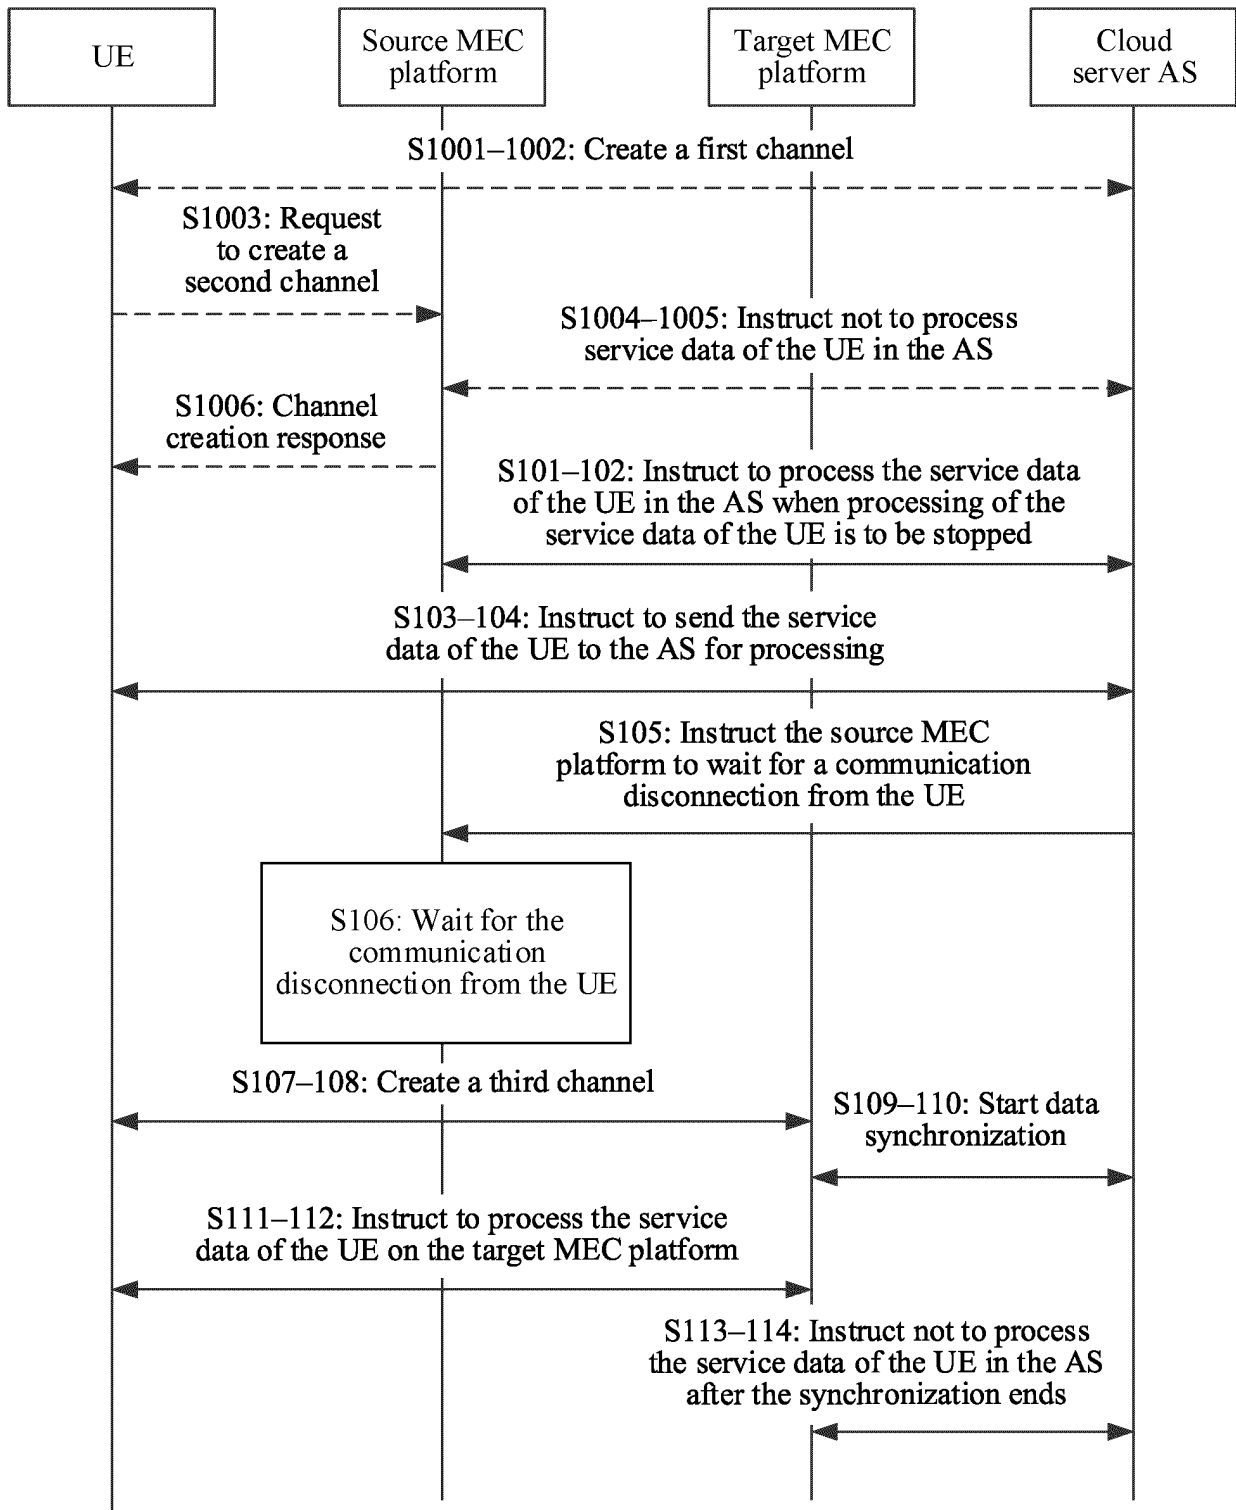 UE
Source MEC
platform
Target MEC
platform
Cloud
server AS
S1001–1002: Create a first channel
S1003: Request
to create a
second channel
S1004–1005: Instruct not to process
service data of the UE in the AS
S1006: Channel
creation response
S101–102: Instruct to process the service data
of the UE in the AS when processing of the
service data of the UE is to be stopped
S103–104: Instruct to send the service
data of the UE to the AS for processing
S105: Instruct the source MEC
platform to wait for a communication
disconnection from the UE
S106: Wait for the
communication
disconnection from the UE
S107–108: Create a third channel
S109–110: Start data
synchronization
S111–112: Instruct to process the service
data of the UE on the target MEC platform
S113–114: Instruct not to process
the service data of the UE in the AS
after the synchronization ends